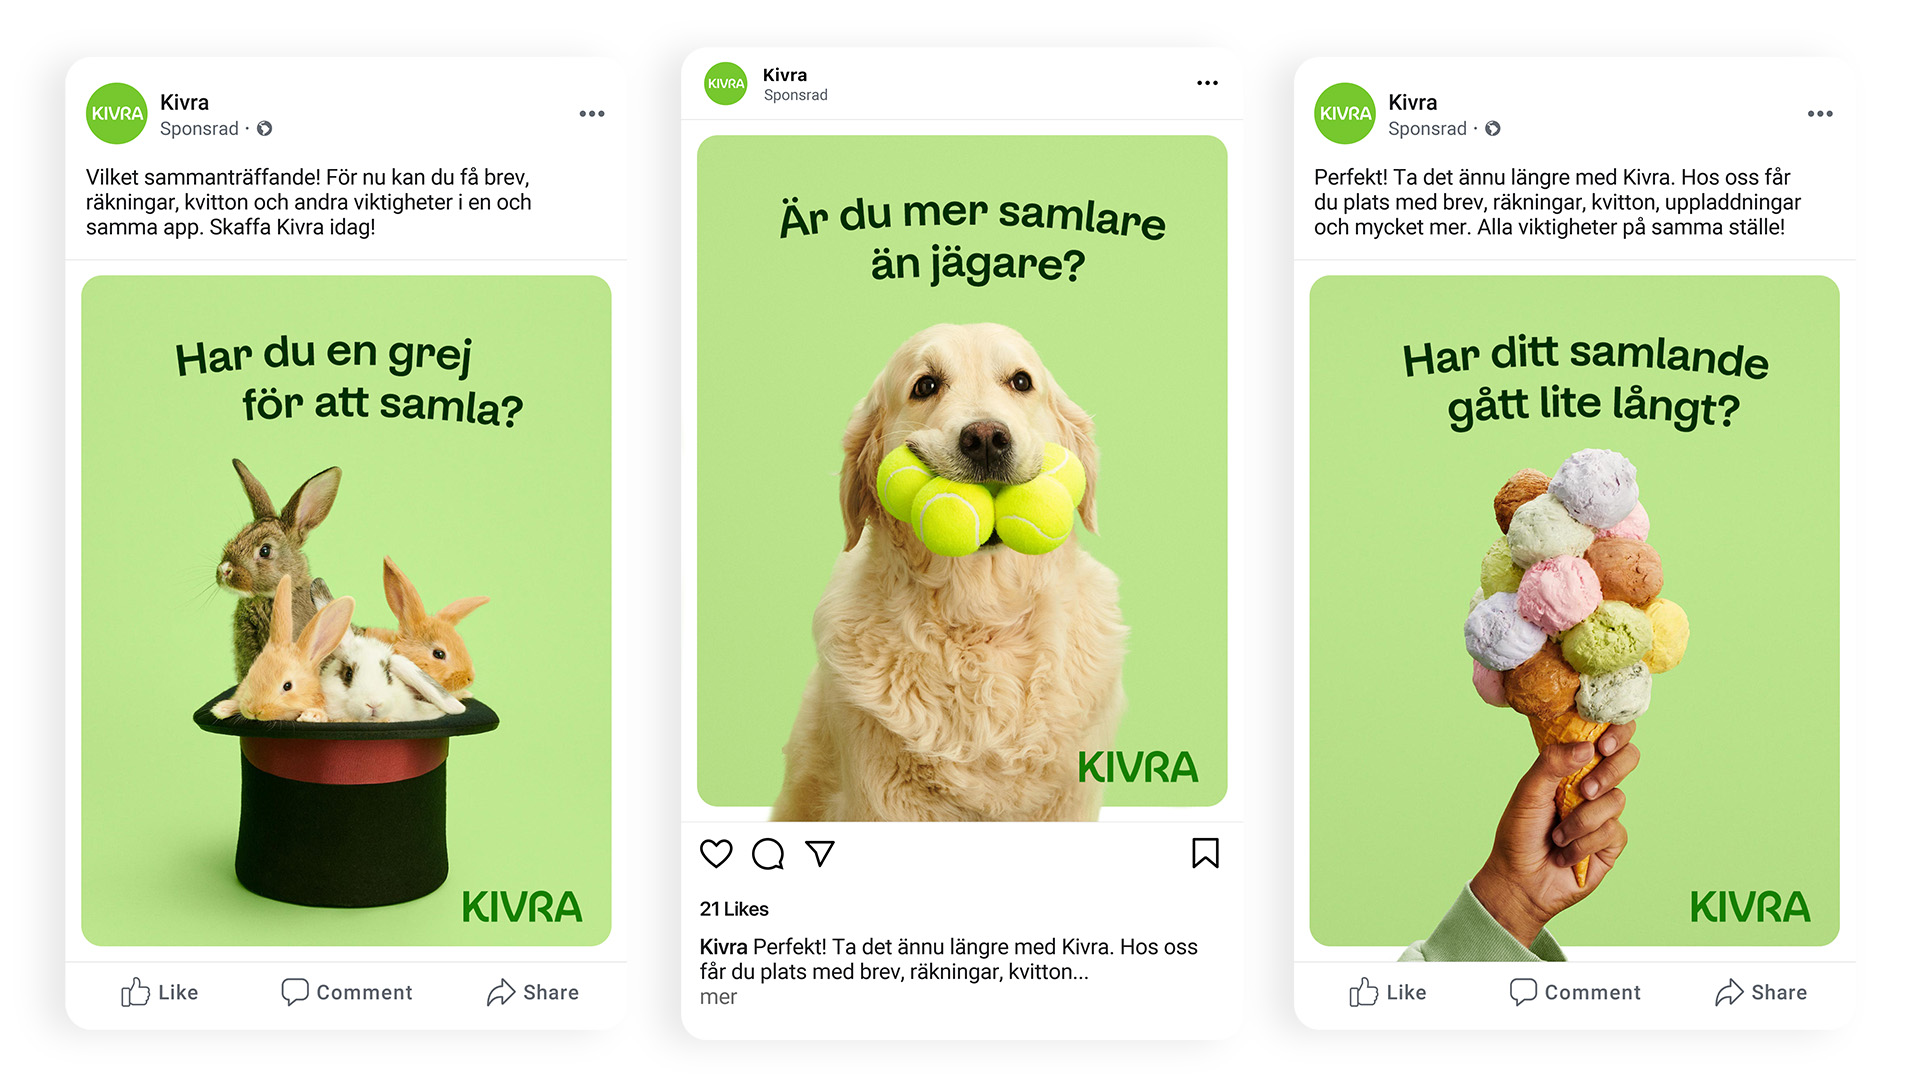 KIVRA
Kivra
Sponsrad ·
Vilket sammanträffande! För nu kan du få brev,
räkningar, kvitton och andra viktigheter i en och
samma app. Skaffa Kivra idag!
Har du en grej
för att samla?
KIVRA
Like
Comment
Share
KIVRA
Kivra
Sponsrad
Är du mer samlare
än jägare?
KIVRA
21 Likes
Kivra Perfekt! Ta det ännu längre med Kivra. Hos oss
får du plats med brev, räkningar, kvitton...
mer
KIVRA
Kivra
Sponsrad ·
Perfekt! Ta det ännu längre med Kivra. Hos oss får
du plats med brev, räkningar, kvitton, uppladdningar
och mycket mer. Alla viktigheter på samma ställe!
Har ditt samlande
gått lite långt?
KIVRA
Like
Comment
Share